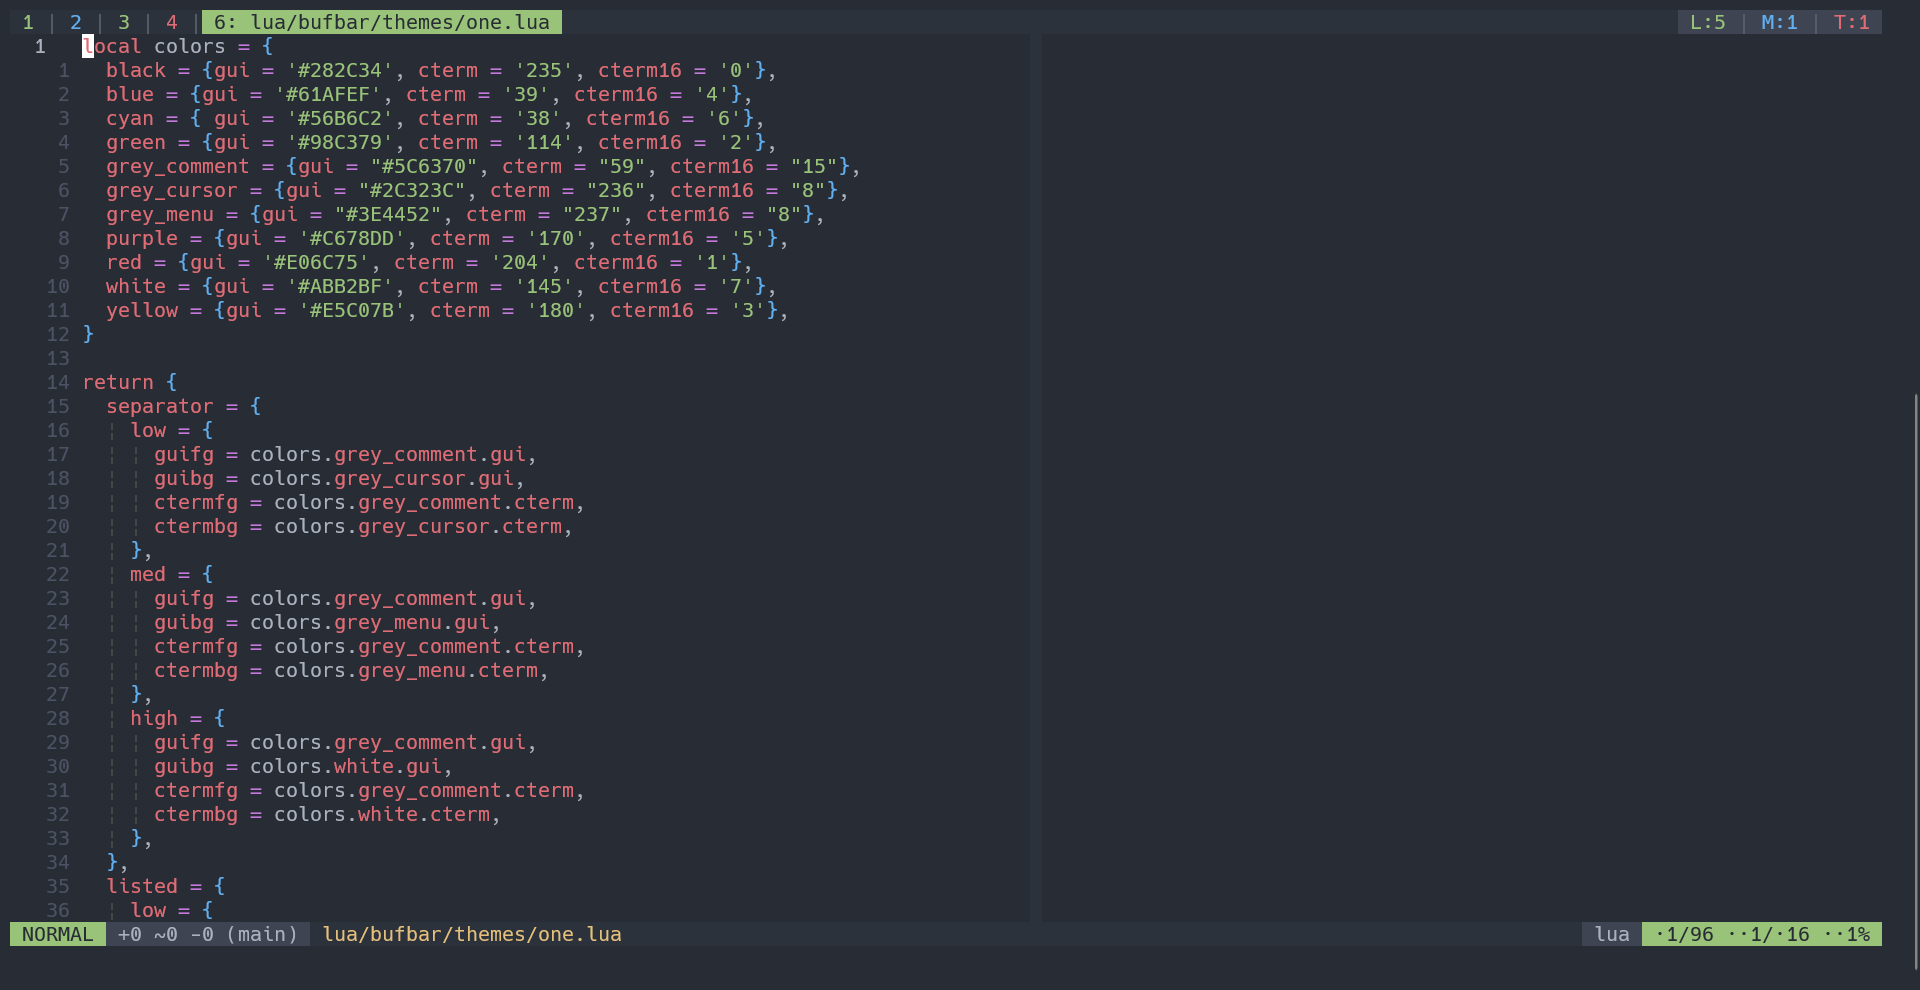 1 | 2 | 3 | 4 | 6: lua/bufbar/themes/one.lua L:5 | M:1 | T:1
1 local colors = {
1 black = {gui = '#282C34', cterm = '235', cterm16 = '0'},
2 blue = {gui = '#61AFEF', cterm = '39', cterm16 = '4'},
3 cyan = { gui = '#56B6C2', cterm = '38', cterm16 = '6'},
4 green = {gui = '#98C379', cterm = '114', cterm16 = '2'},
5 grey_comment = {gui = "#5C6370", cterm = "59", cterm16 = "15"},
6 grey_cursor = {gui = "#2C323C", cterm = "236", cterm16 = "8"},
7 grey_menu = {gui = "#3E4452", cterm = "237", cterm16 = "8"},
8 purple = {gui = '#C678DD', cterm = '170', cterm16 = '5'},
9 red = {gui = '#E06C75', cterm = '204', cterm16 = '1'},
10 white = {gui = '#ABB2BF', cterm = '145', cterm16 = '7'},
11 yellow = {gui = '#E5C07B', cterm = '180', cterm16 = '3'},
12 }
13
14 return {
15 separator = {
16 ¦ low = {
17 ¦ ¦ guifg = colors.grey_comment.gui,
18 ¦ ¦ guibg = colors.grey_cursor.gui,
19 ¦ ¦ ctermfg = colors.grey_comment.cterm,
20 ¦ ¦ ctermbg = colors.grey_cursor.cterm,
21 ¦ },
22 ¦ med = {
23 ¦ ¦ guifg = colors.grey_comment.gui,
24 ¦ ¦ guibg = colors.grey_menu.gui,
25 ¦ ¦ ctermfg = colors.grey_comment.cterm,
26 ¦ ¦ ctermbg = colors.grey_menu.cterm,
27 ¦ },
28 ¦ high = {
29 ¦ ¦ guifg = colors.grey_comment.gui,
30 ¦ ¦ guibg = colors.white.gui,
31 ¦ ¦ ctermfg = colors.grey_comment.cterm,
32 ¦ ¦ ctermbg = colors.white.cterm,
33 ¦ },
34 },
35 listed = {
36 ¦ low = {
NORMAL +0 ~0 -0 (main) lua/bufbar/themes/one.lua lua ·1/96 ··1/·16 ··1%